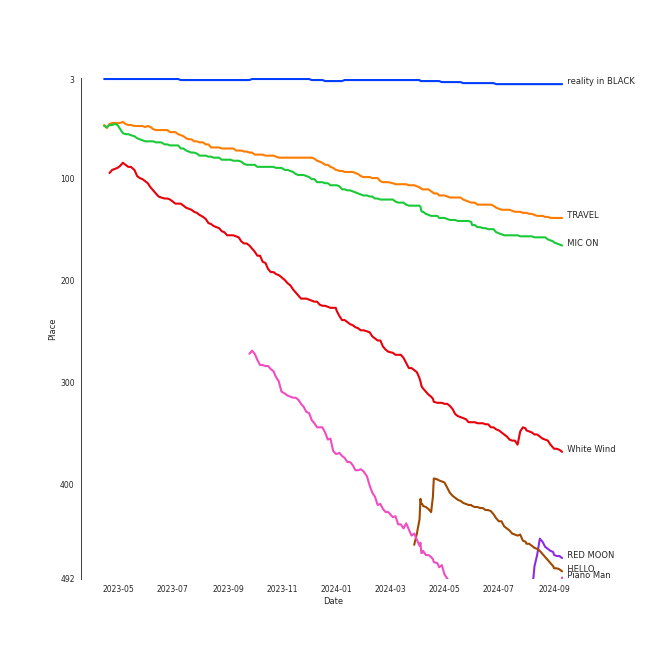 3
100
200
300
400
492
Place
2023-05 2023-07 2023-09 2023-11 2024-01 2024-03 2024-05 2024-07 2024-09
Date
reality in BLACK
TRAVEL
MIC ON
White Wind
RED MOON
HELLO
Piano Man